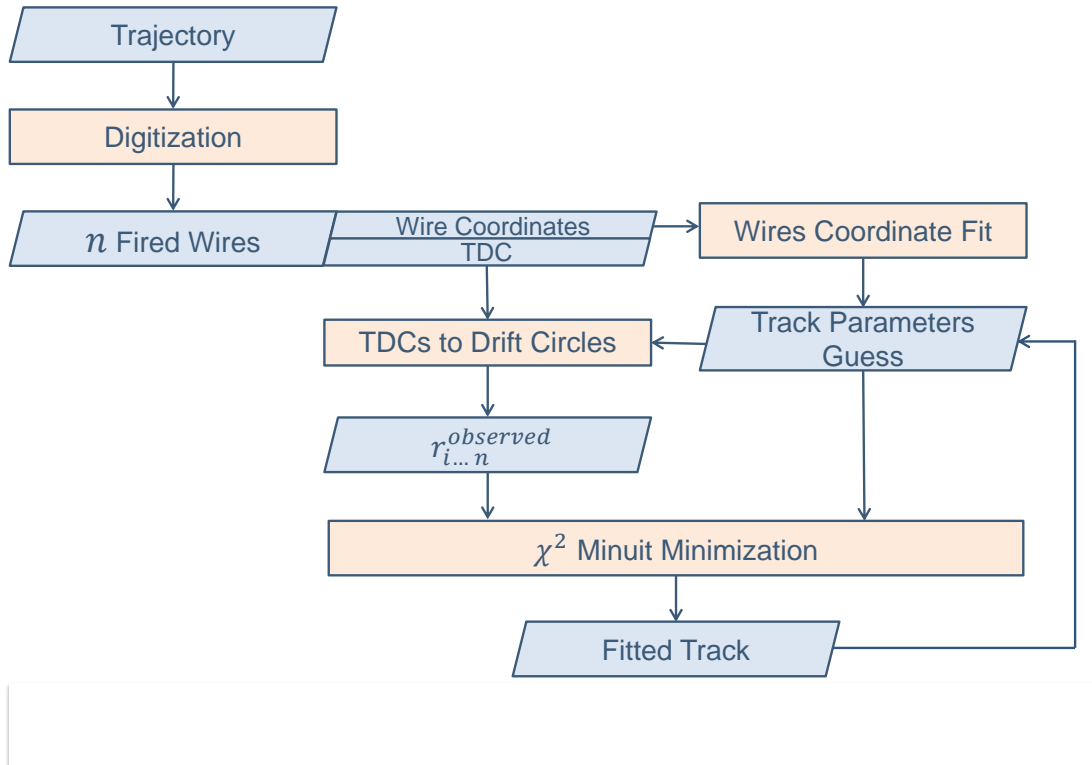 Trajectory
Digitization
n Fired Wires
Wire Coordinates
TDC
Wires Coordinate Fit
TDCs to Drift Circles
Track Parameters
Guess
r_{i…n}^{observed}
χ² Minuit Minimization
Fitted Track